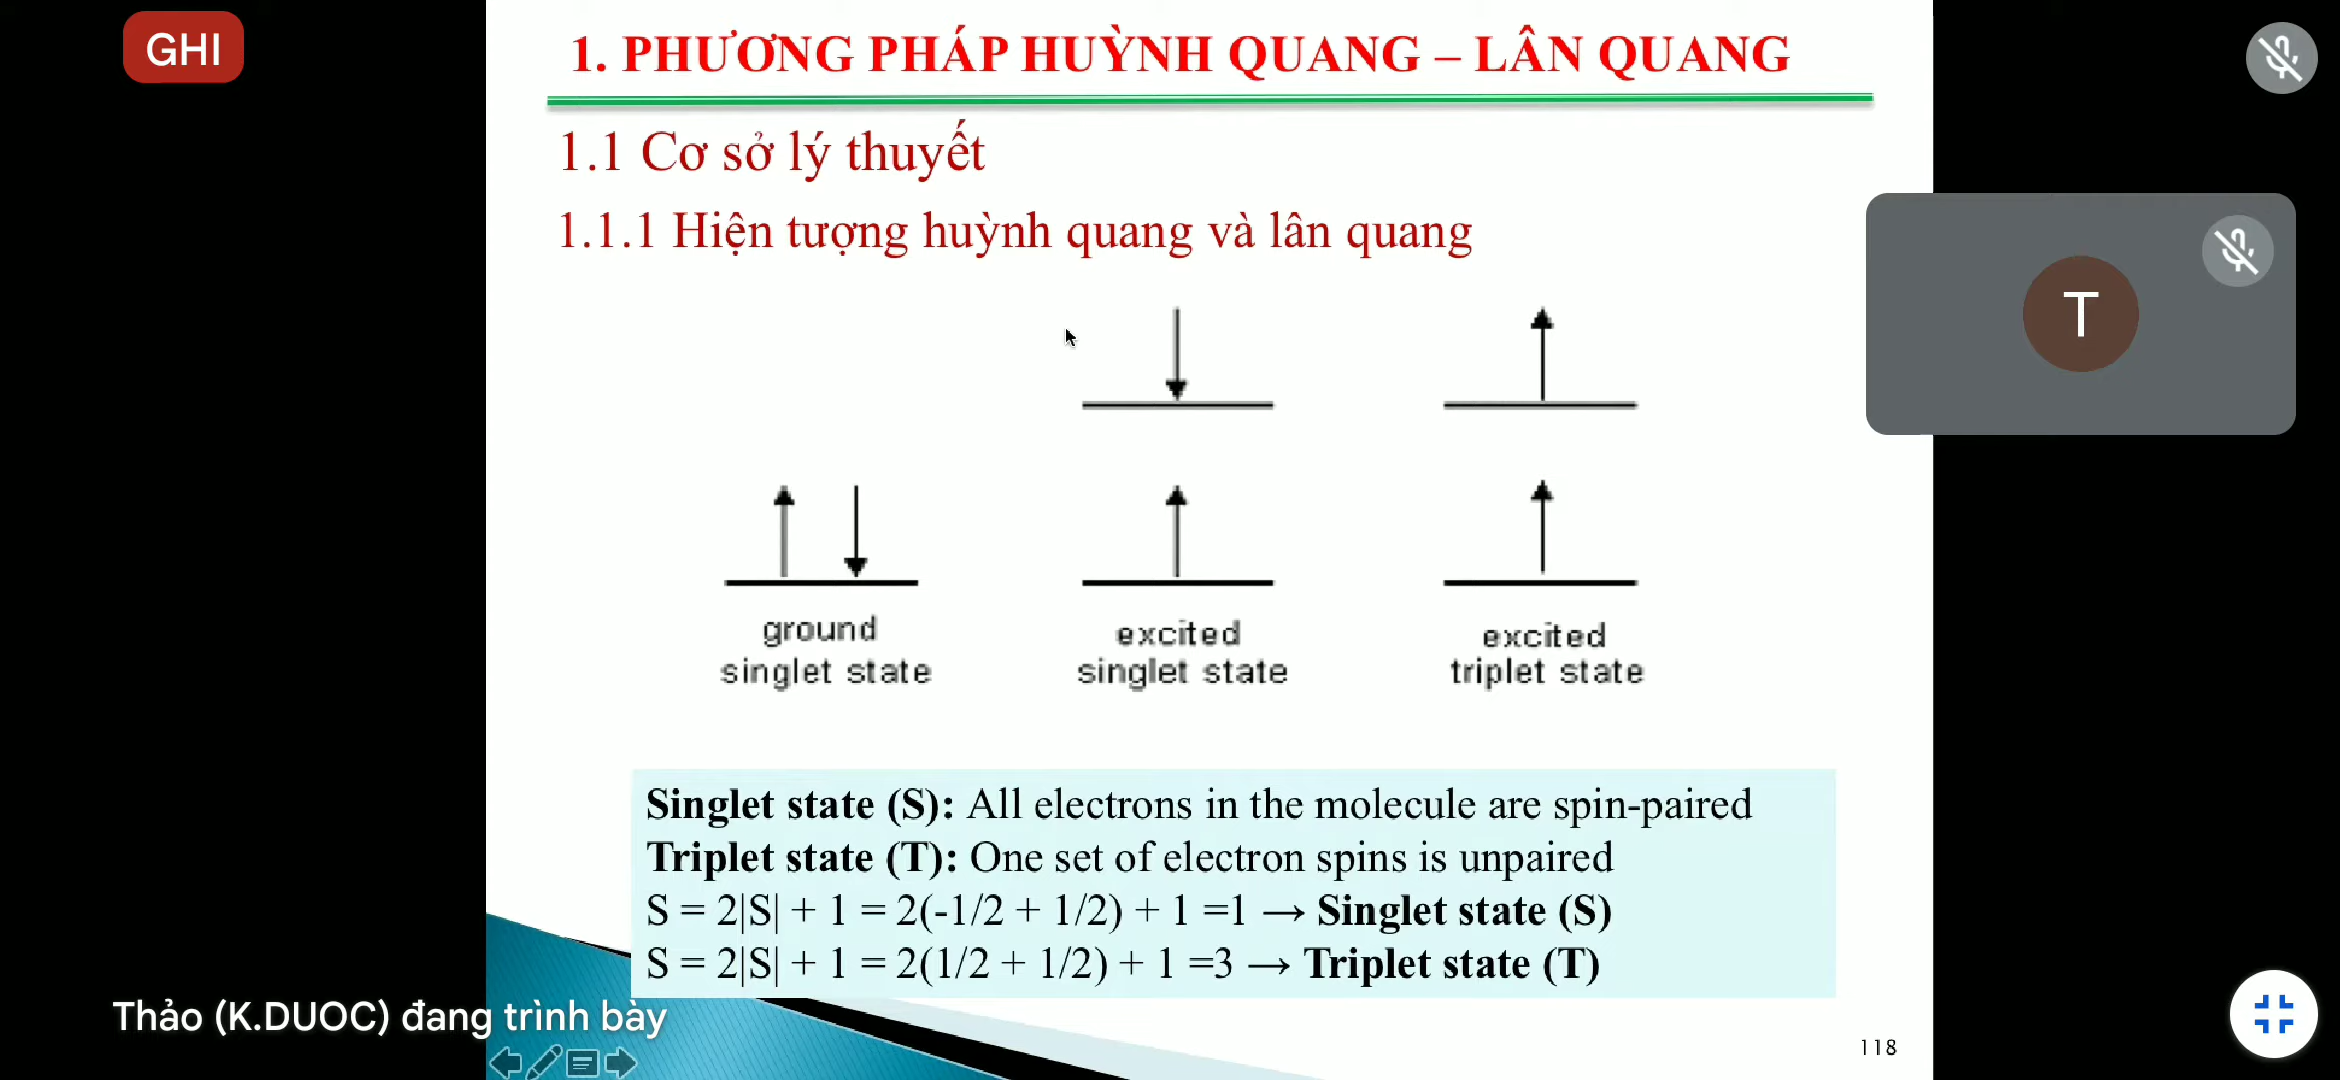 GHI
1. PHƯƠNG PHÁP HUỲNH QUANG – LÂN QUANG
1.1 Cơ sở lý thuyết
1.1.1 Hiện tượng huỳnh quang và lân quang
T
ground
singlet state
excited
singlet state
excited
triplet state
Singlet state (S): All electrons in the molecule are spin-paired
Triplet state (T): One set of electron spins is unpaired
S = 2|S| + 1 = 2(-1/2 + 1/2) + 1 =1 → Singlet state (S)
S = 2|S| + 1 = 2(1/2 + 1/2) + 1 =3 → Triplet state (T)
Thảo (K.DUOC) đang trình bày
118